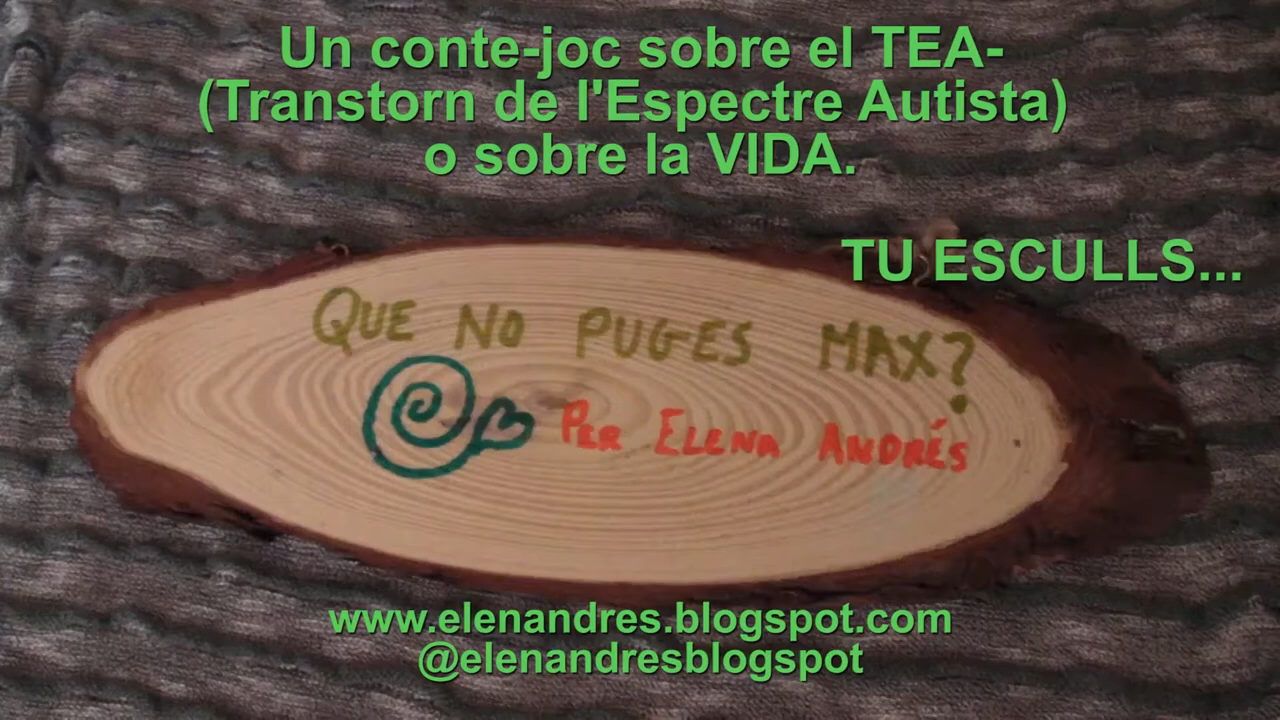 Un conte-joc sobre el TEA-
(Transtorn de l'Espectre Autista)
o sobre la VIDA.
TU ESCULLS...
QUE NO PUGES MAX?
PER ELENA ANDRÉS
www.elenandres.blogspot.com
@elenandresblogspot